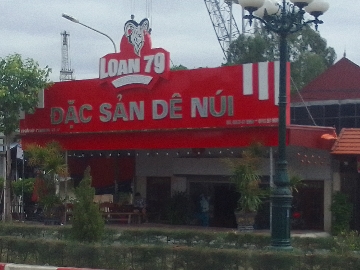 LOAN 79
ĐẶC SẢN DÊ NÚI